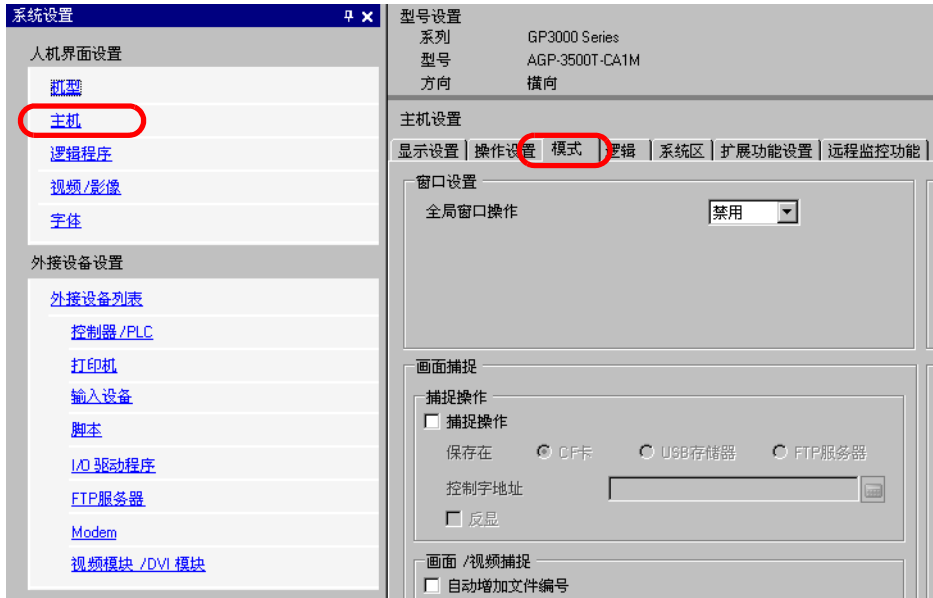 系统设置
人机界面设置
机型
主机
逻辑程序
视频/影像
字体
外接设备设置
外接设备列表
控制器/PLC
打印机
输入设备
脚本
I/O 驱动程序
FTP服务器
Modem
视频模块 /DVI 模块
型号设置
系列 GP3000 Series
型号 AGP-3500T-CA1M
方向 横向
主机设置
显示设置 操作设置 模式 逻辑 系统区 扩展功能设置 远程监控功能
窗口设置
全局窗口操作 禁用
画面捕捉
捕捉操作
捕捉操作
保存在 CF卡 USB存储器 FTP服务器
控制字地址
反显
画面 /视频捕捉
自动增加文件编号